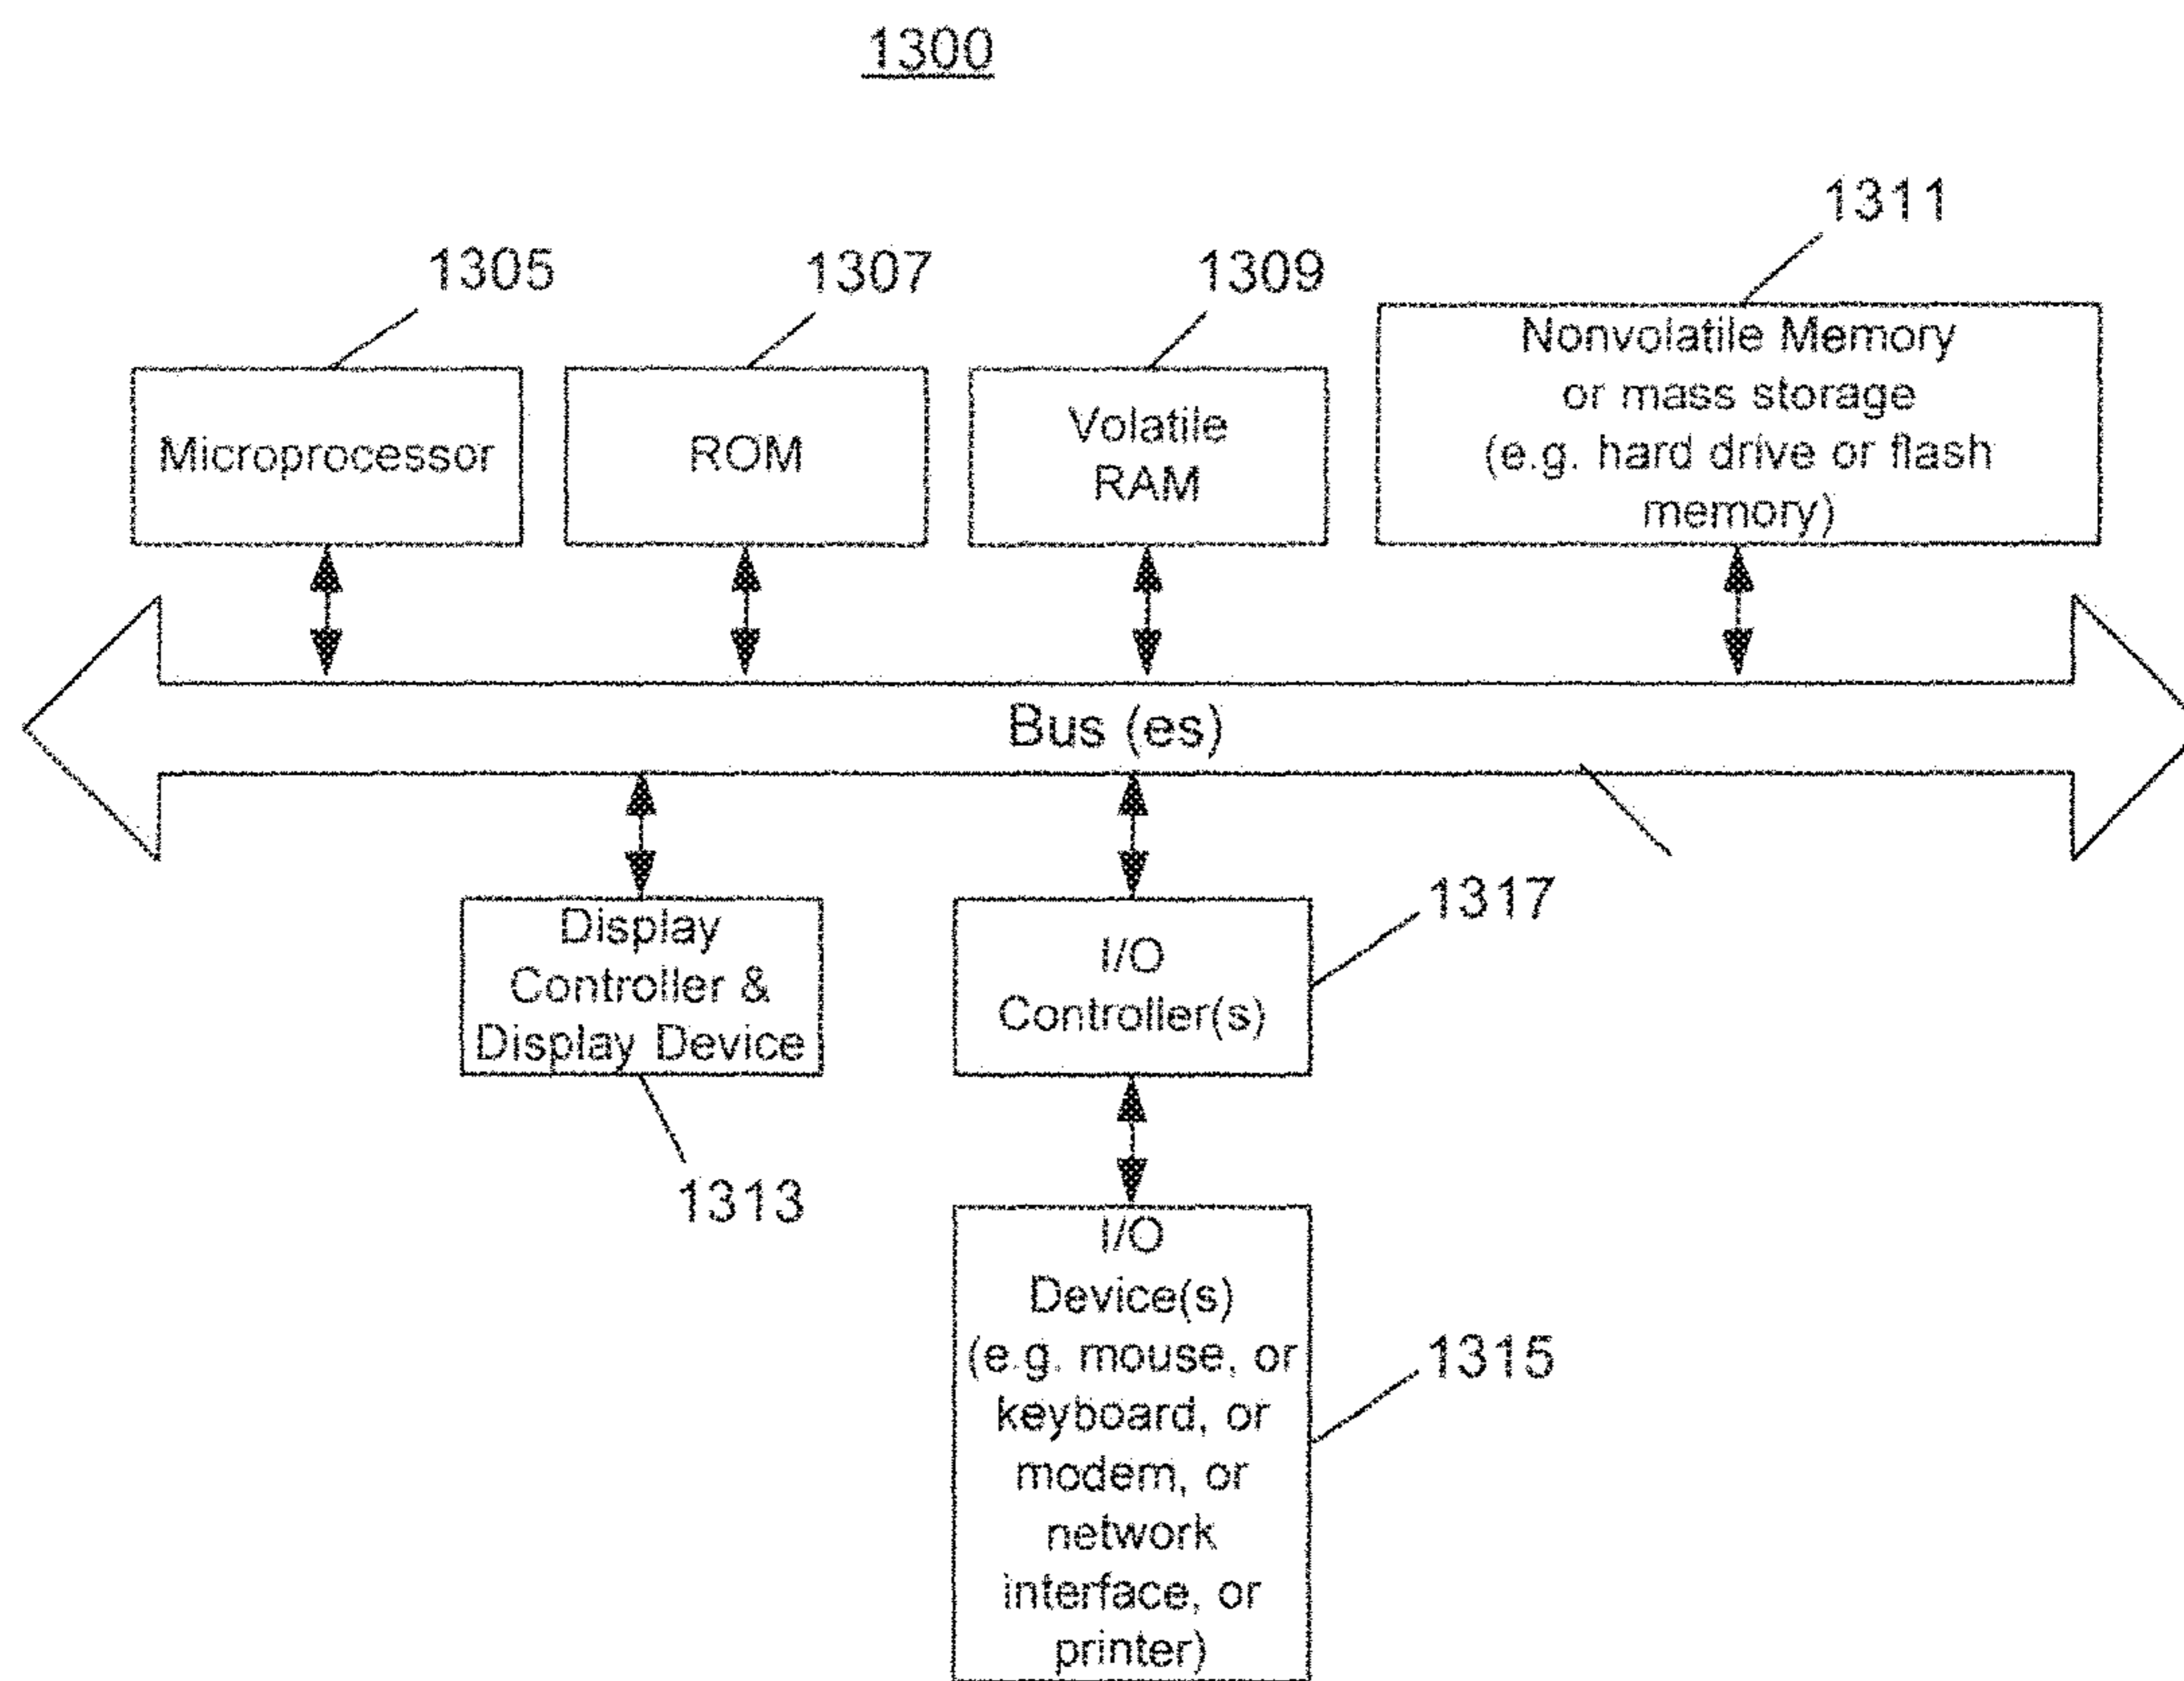 1300
1311
1305
1307
1309
Microprocessor
ROM
Volatile
RAM
Nonvolatile Memory
or mass storage
(e.g. hard drive or flash
memory)
Bus (es)
Display
Controller &
Display Device
1313
I/O
Controller(s)
1317
I/O
Device(s)
(e.g. mouse, or
keyboard, or
modem, or
network
interface, or
printer)
1315